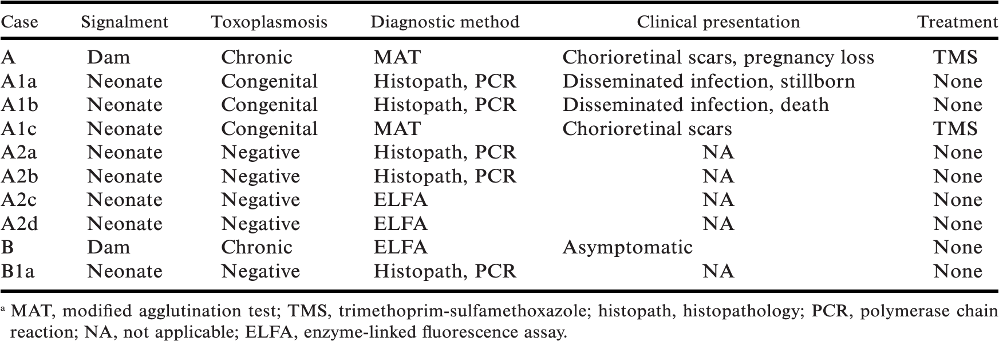 Case Signalment Toxoplasmosis Diagnostic method Clinical presentation Treatment
A Dam Chronic MAT Chorioretinal scars, pregnancy loss TMS
A1a Neonate Congenital Histopath, PCR Disseminated infection, stillborn None
A1b Neonate Congenital Histopath, PCR Disseminated infection, death None
A1c Neonate Congenital MAT Chorioretinal scars TMS
A2a Neonate Negative Histopath, PCR NA None
A2b Neonate Negative Histopath, PCR NA None
A2c Neonate Negative ELFA NA None
A2d Neonate Negative ELFA NA None
B Dam Chronic ELFA Asymptomatic None
B1a Neonate Negative Histopath, PCR NA None
a MAT, modified agglutination test; TMS, trimethoprim-sulfamethoxazole; histopath, histopathology; PCR, polymerase chain
reaction; NA, not applicable; ELFA, enzyme-linked fluorescence assay.